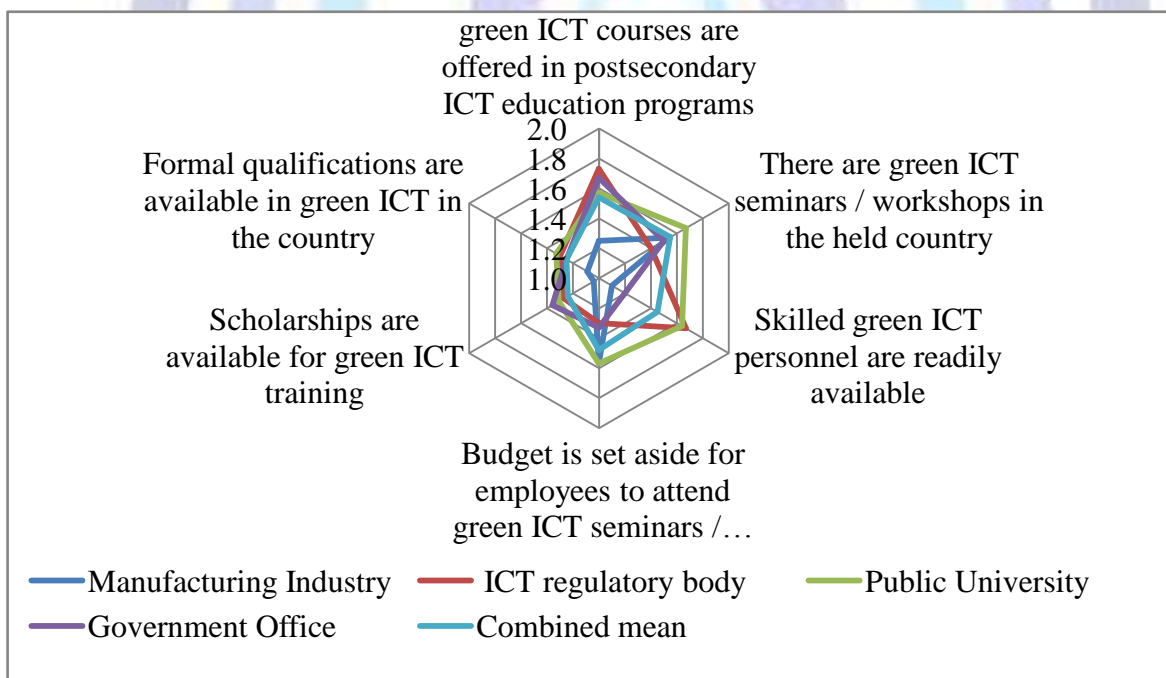 green ICT courses are
offered in postsecondary
ICT education programs
2.0
1.8
1.6
1.4
1.2
1.0
There are green ICT
seminars / workshops in
the held country
Skilled green ICT
personnel are readily
available
Budget is set aside for
employees to attend
green ICT seminars /…
Scholarships are
available for green ICT
training
Formal qualifications are
available in green ICT in
the country
Manufacturing Industry
ICT regulatory body
Public University
Government Office
Combined mean